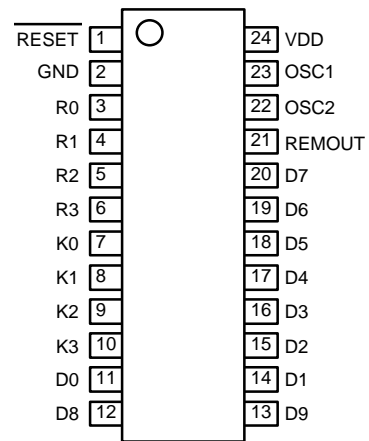 RESET 1 24 VDD
GND 2 23 OSC1
R0 3 22 OSC2
R1 4 21 REMOUT
R2 5 20 D7
R3 6 19 D6
K0 7 18 D5
K1 8 17 D4
K2 9 16 D3
K3 10 15 D2
D0 11 14 D1
D8 12 13 D9